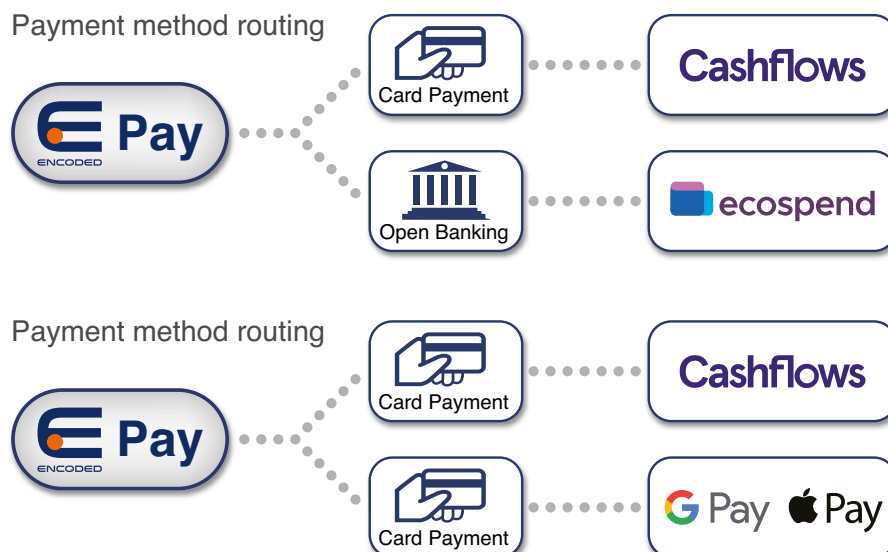 Payment method routing
ENCODED
Pay
Card Payment
Cashflows
Open Banking
ecospend
Payment method routing
ENCODED
Pay
Card Payment
Cashflows
Card Payment
G Pay
Pay